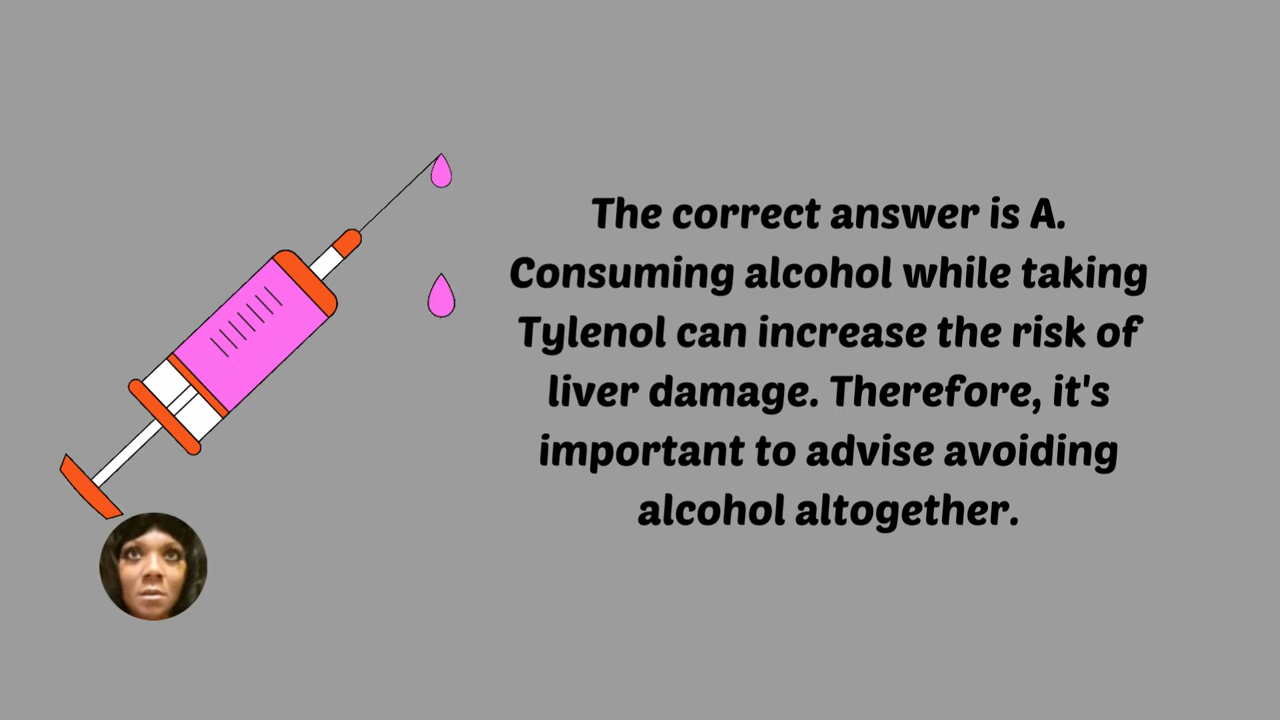 The correct answer is A.
Consuming alcohol while taking
Tylenol can increase the risk of
liver damage. Therefore, it's
important to advise avoiding
alcohol altogether.